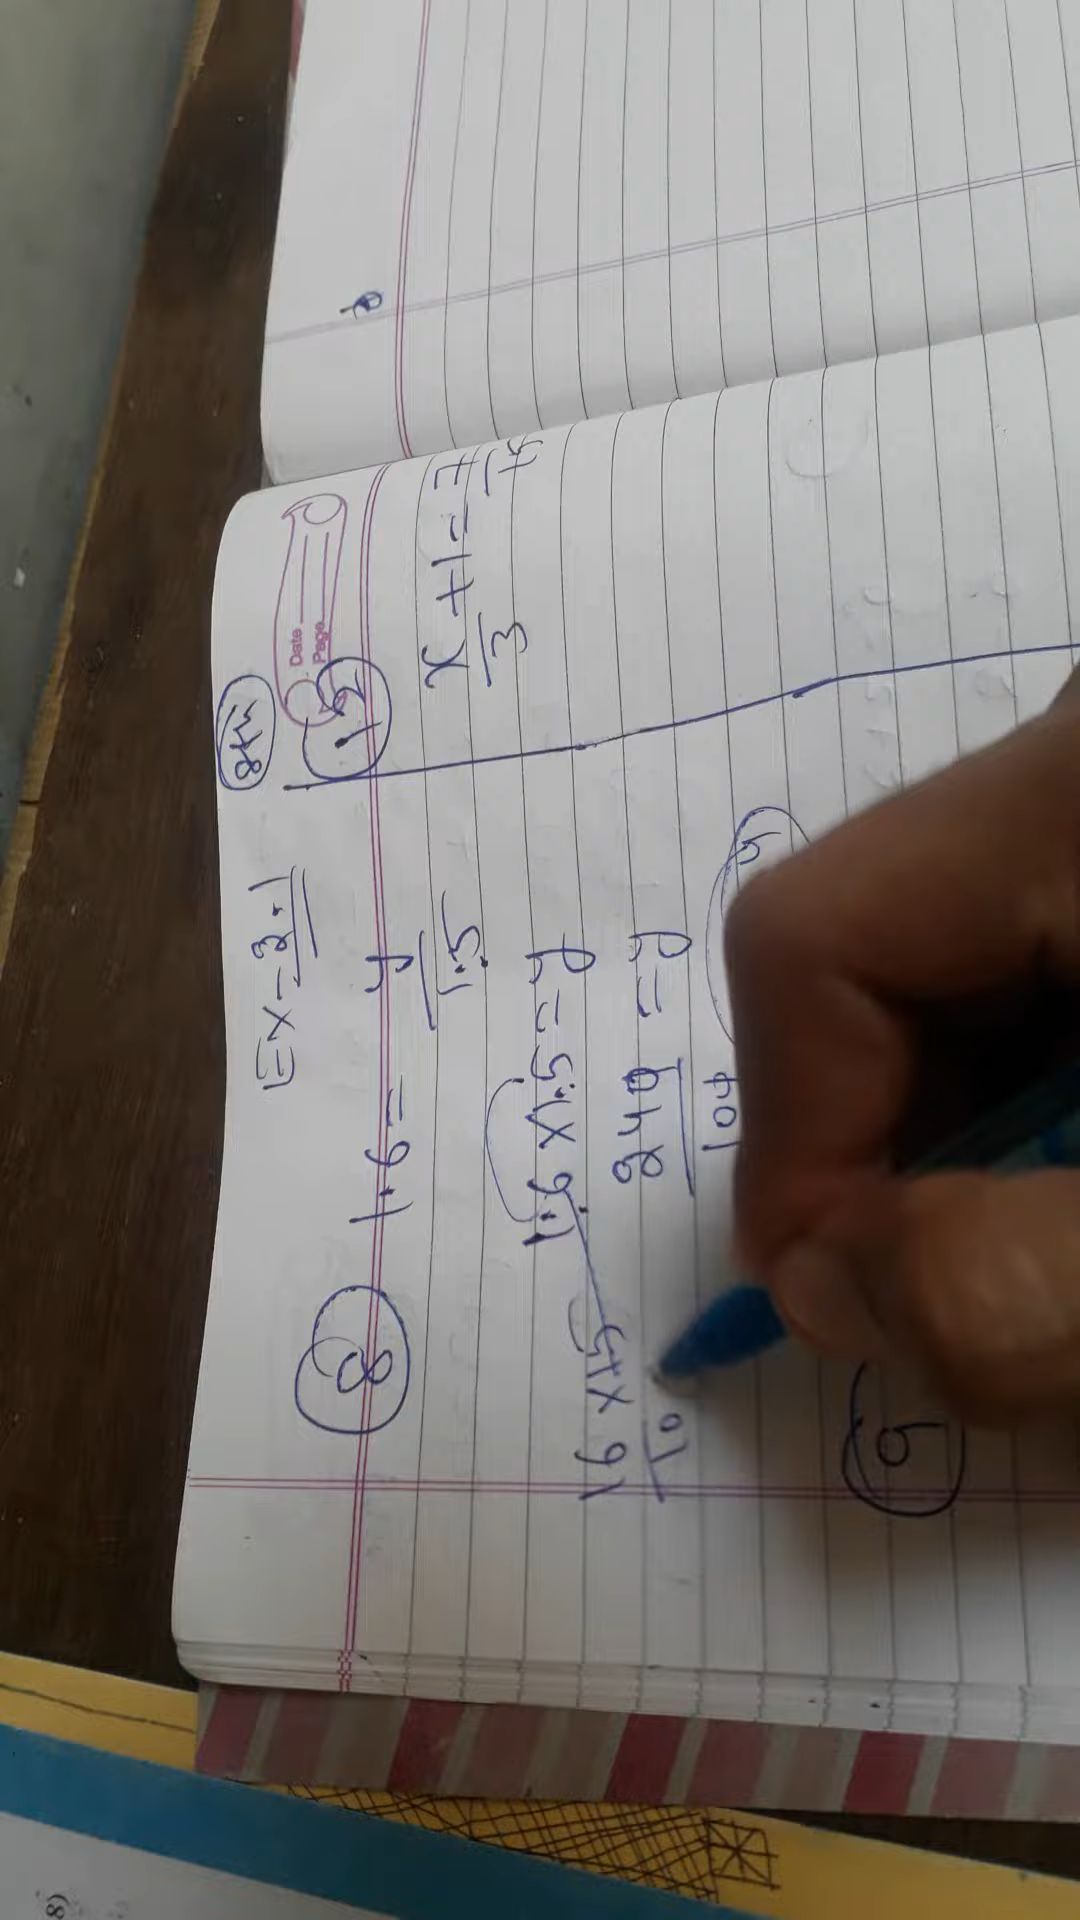 Ex-2.1
8th
Date
Page
8
1.6 = y
1.5
1.6 x 1.5 = y
16 x 15
10
240 = y
10
9
12
x + 1 = 7
3 15
8)